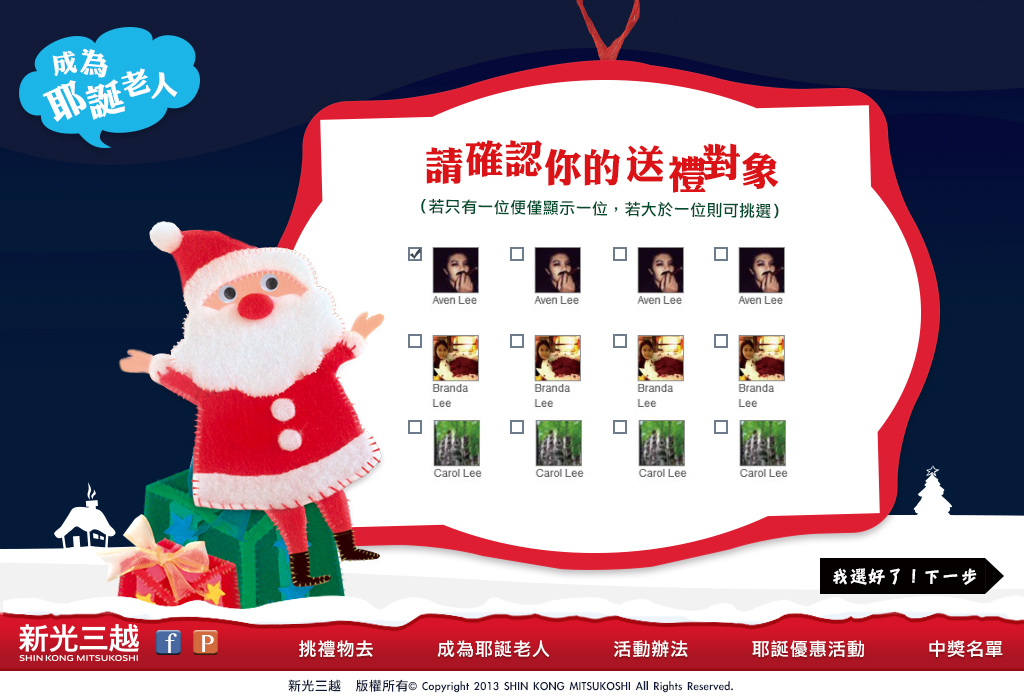 成為
耶誕老人
請確認你的送禮對象
(若只有一位便僅顯示一位，若大於一位則可挑選)
Aven Lee
Aven Lee
Aven Lee
Aven Lee
Branda
Lee
Branda
Lee
Branda
Lee
Branda
Lee
Carol Lee
Carol Lee
Carol Lee
Carol Lee
我選好了！下一步
新光三越
SHIN KONG MITSUKOSHI
f
P
挑禮物去
成為耶誕老人
活動辦法
耶誕優惠活動
中獎名單
新光三越 版權所有© Copyright 2013 SHIN KONG MITSUKOSHI All Rights Reserved.